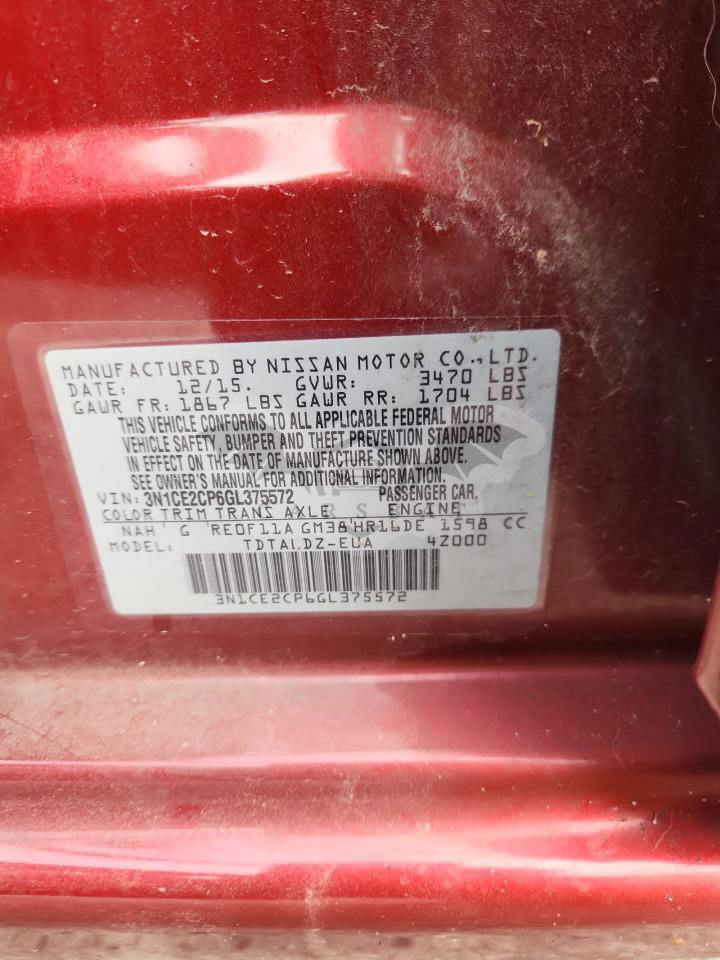 MANUFACTURED BY NISSAN MOTOR CO., LTD.
DATE: 12/15. GVWR: 3470 LBS
GAWR FR: 1867 LBS GAWR RR: 1704 LBS
THIS VEHICLE CONFORMS TO ALL APPLICABLE FEDERAL MOTOR
VEHICLE SAFETY, BUMPER AND THEFT PREVENTION STANDARDS
IN EFFECT ON THE DATE OF MANUFACTURE SHOWN ABOVE.
SEE OWNER'S MANUAL FOR ADDITIONAL INFORMATION.
VIN: 3N1CE2CP6GL375572 PASSENGER CAR.
COLOR TRIM TRANS AXLE ENGINE
NAH G RE0F11A GM38 HR16DE 1598 CC
MODEL: 4Z000
3N1CE2CP6GL375572